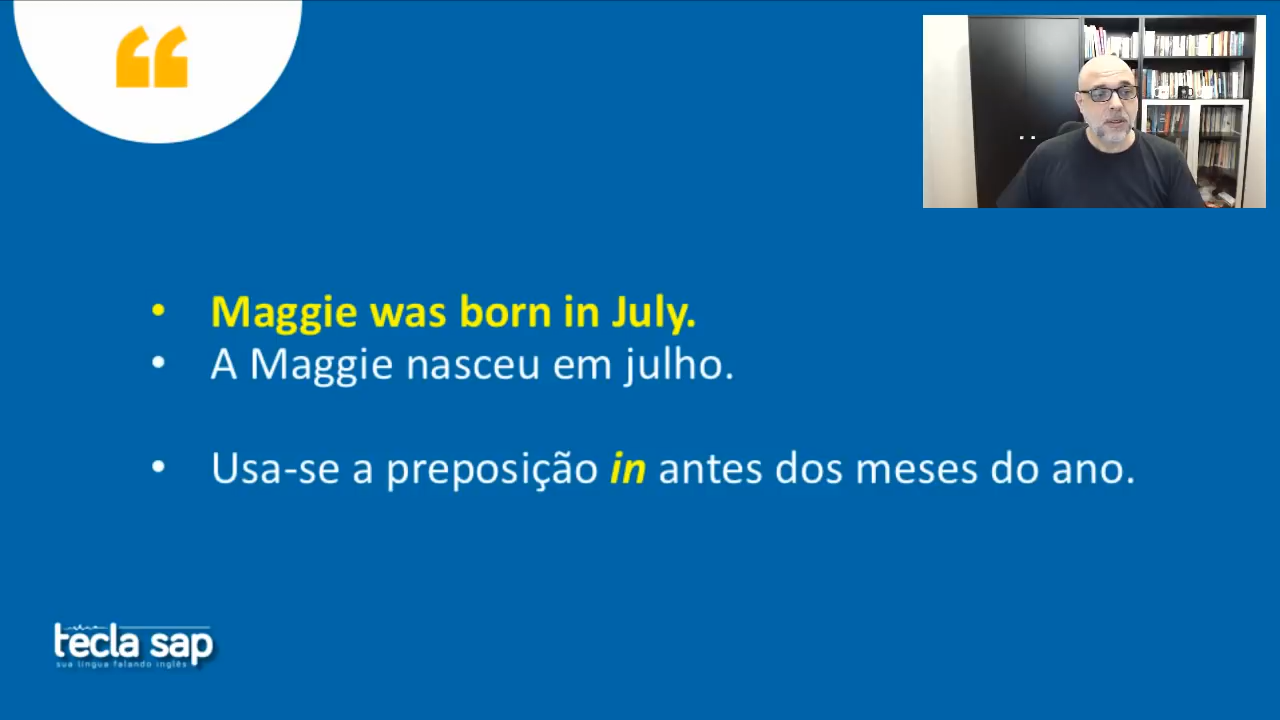 Maggie was born in July.
A Maggie nasceu em julho.
Usa-se a preposição in antes dos meses do ano.
tecla sap
sua língua falando inglês